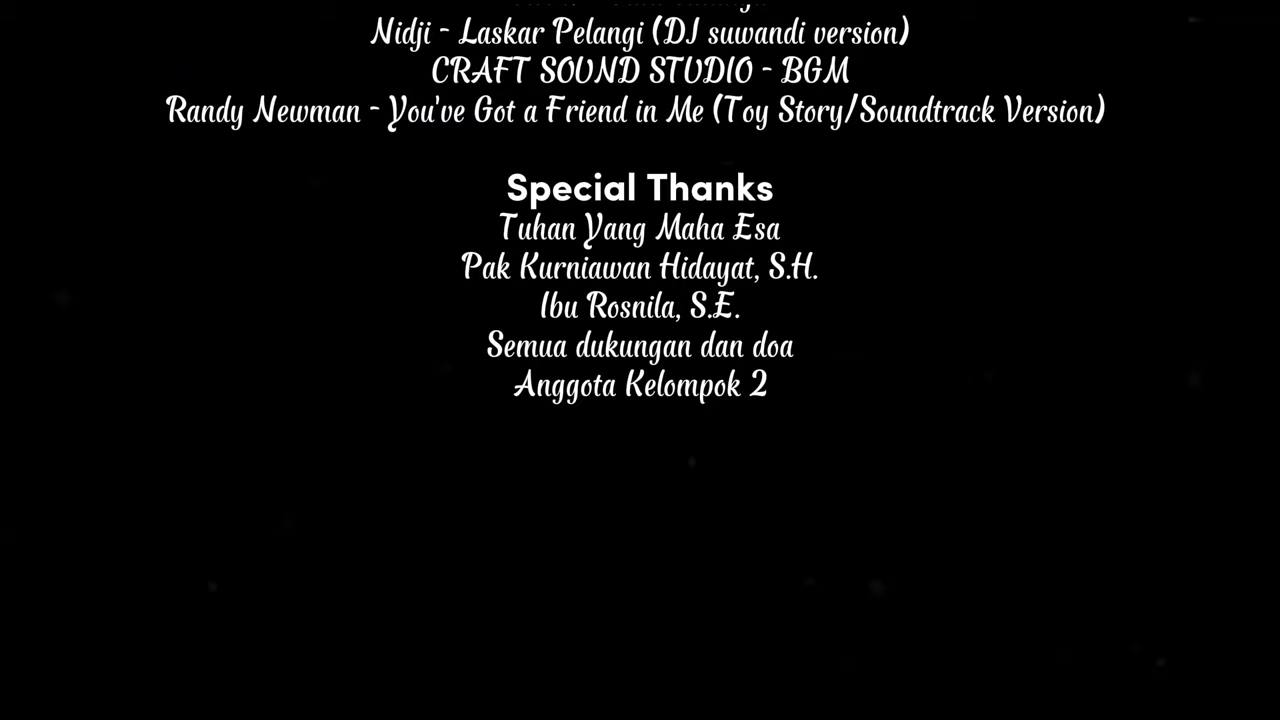 Nidji - Laskar Pelangi (DJ suwandi version)
CRAFT SOUND STUDIO - BGM
Randy Newman - You've Got a Friend in Me (Toy Story/Soundtrack Version)
Special Thanks
Tuhan Yang Maha Esa
Pak Kurniawan Hidayat, S.H.
Ibu Rosnila, S.E.
Semua dukungan dan doa
Anggota Kelompok 2